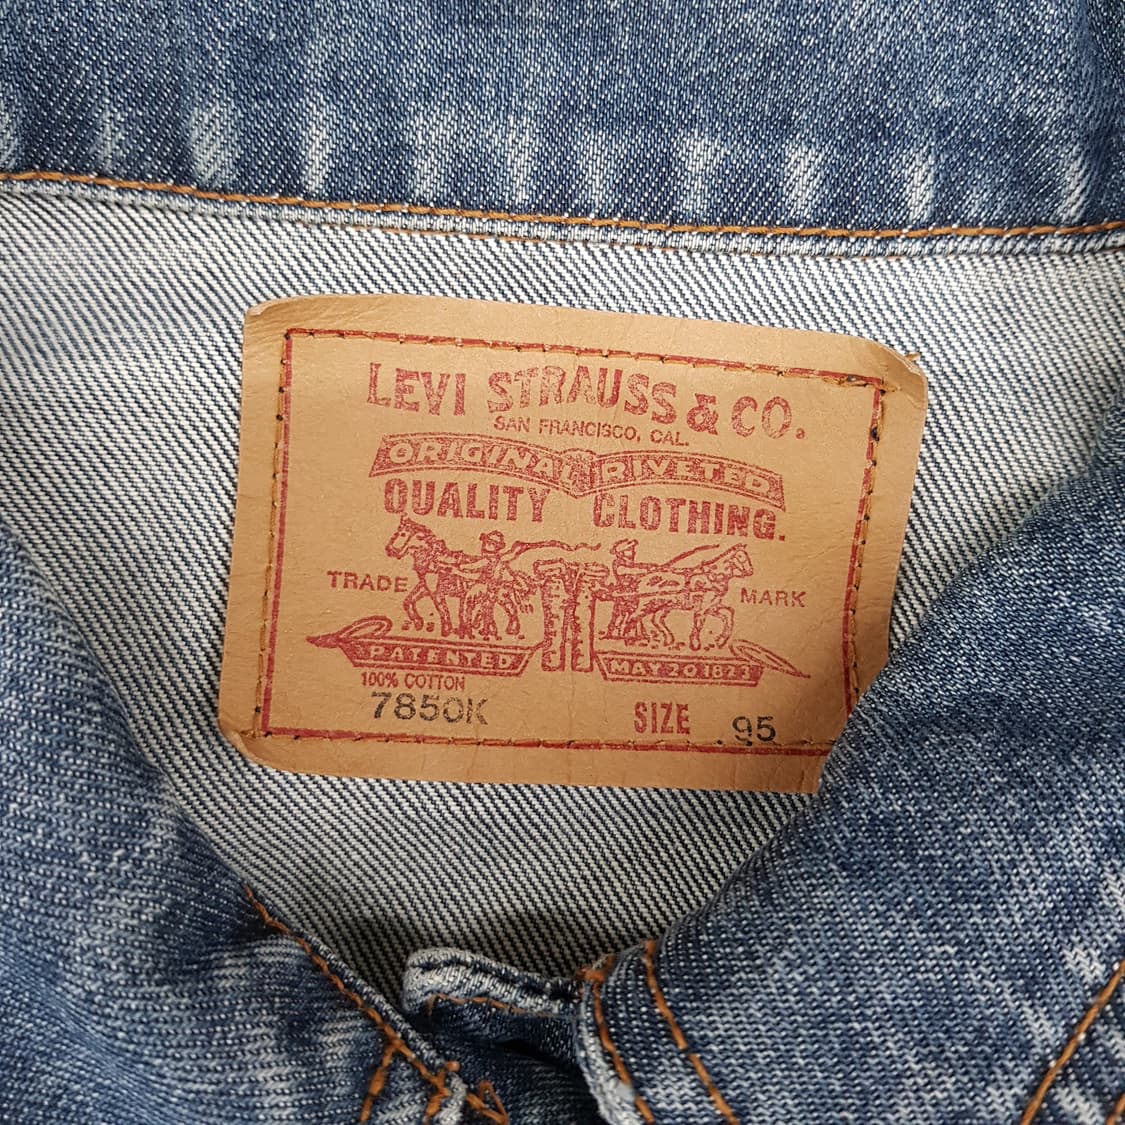 LEVI STRAUSS & CO.
SAN FRANCISCO, CAL.
ORIGINAL RIVETED
QUALITY CLOTHING.
TRADE MARK
PATENTED MAY 20 1873
100% COTTON
7850K SIZE 95